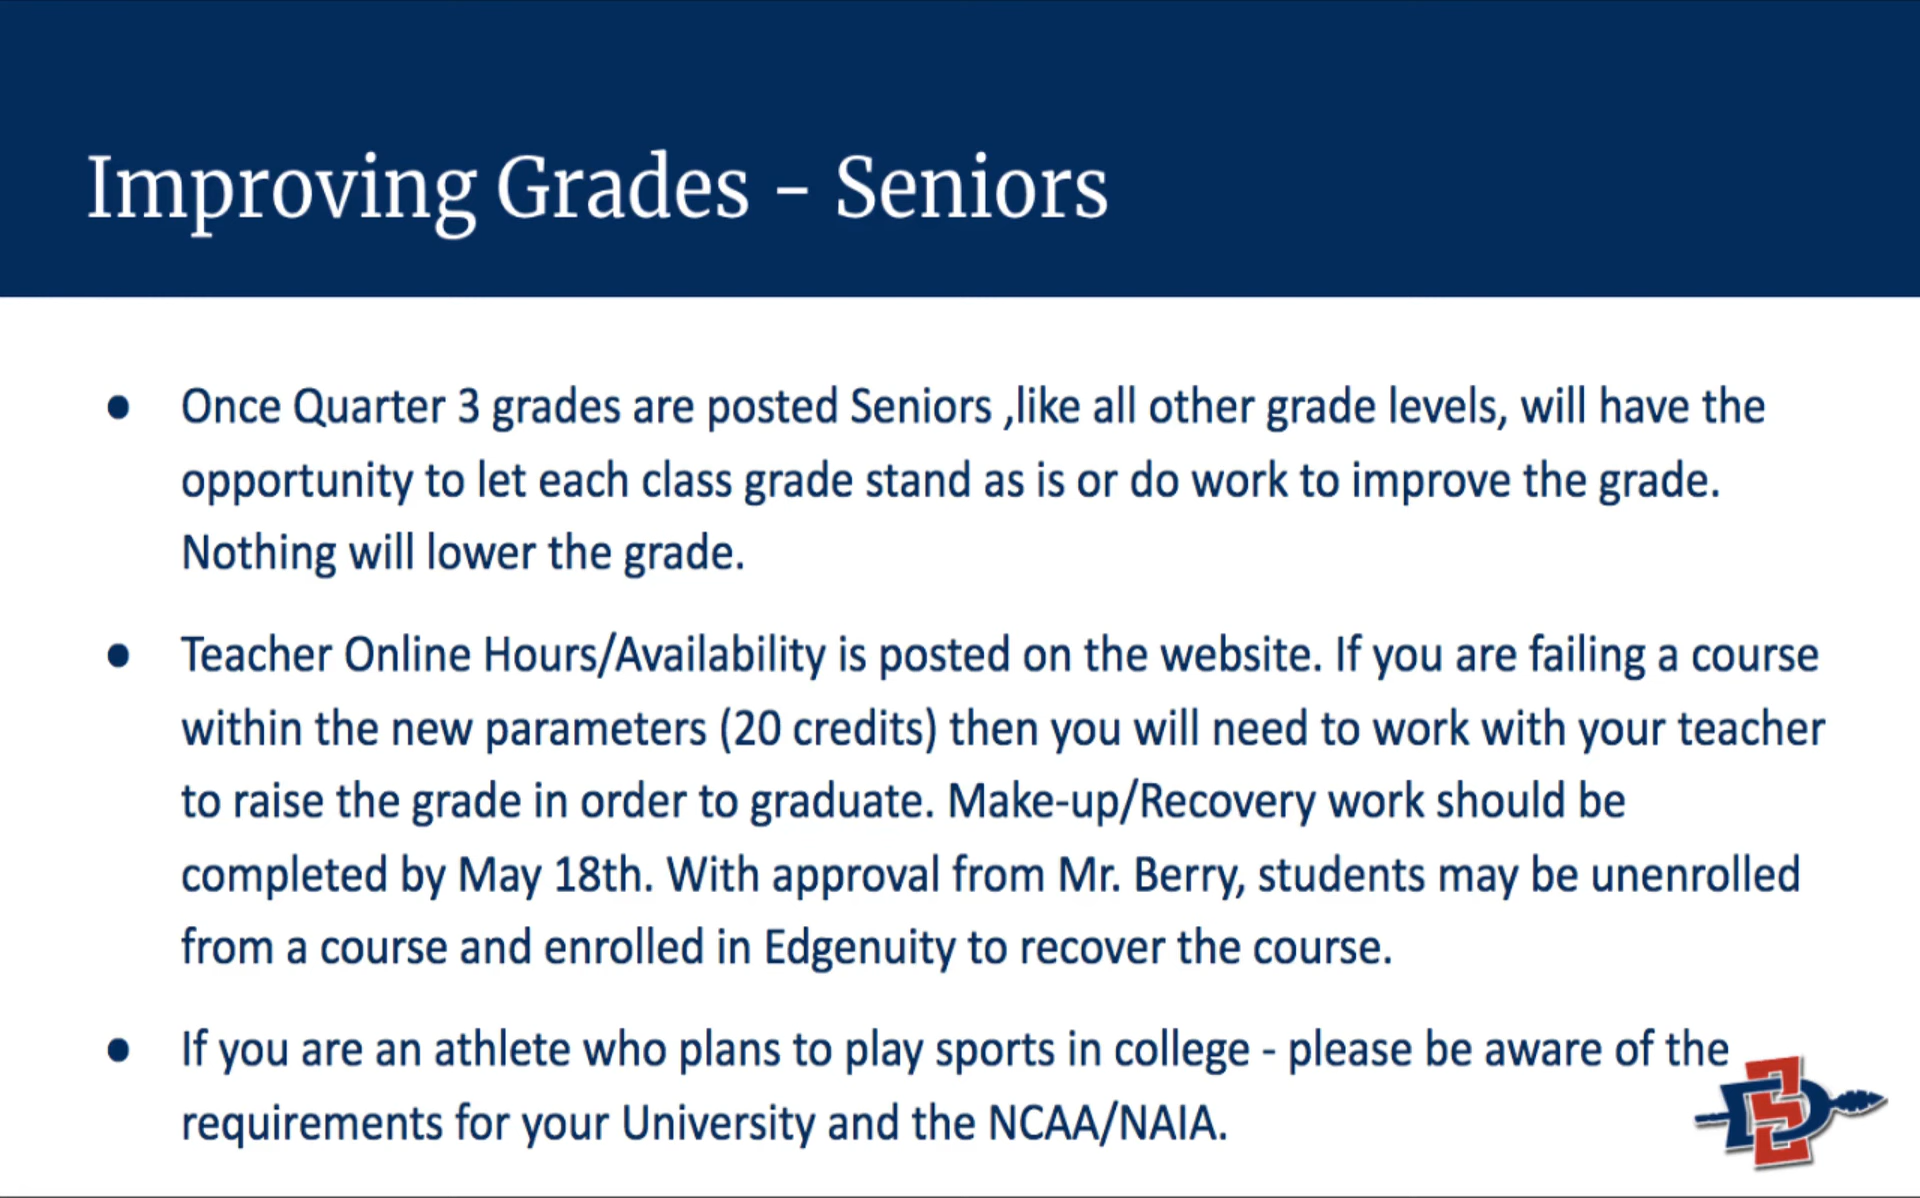 Improving Grades - Seniors
● Once Quarter 3 grades are posted Seniors ,like all other grade levels, will have the
opportunity to let each class grade stand as is or do work to improve the grade.
Nothing will lower the grade.
● Teacher Online Hours/Availability is posted on the website. If you are failing a course
within the new parameters (20 credits) then you will need to work with your teacher
to raise the grade in order to graduate. Make-up/Recovery work should be
completed by May 18th. With approval from Mr. Berry, students may be unenrolled
from a course and enrolled in Edgenuity to recover the course.
● If you are an athlete who plans to play sports in college - please be aware of the
requirements for your University and the NCAA/NAIA.
SD